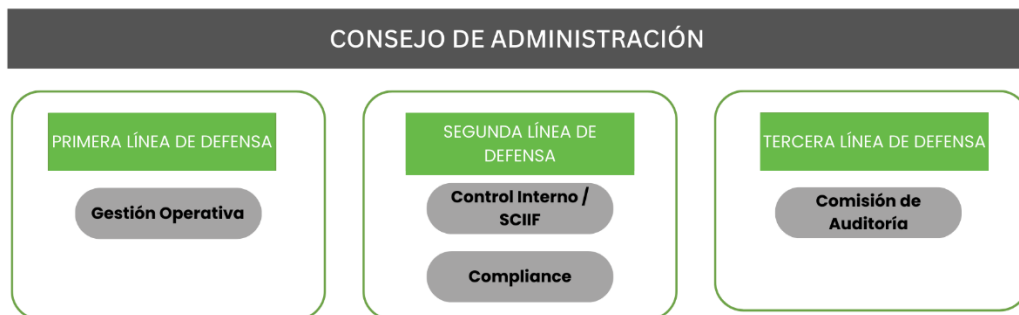 CONSEJO DE ADMINISTRACIÓN
PRIMERA LÍNEA DE DEFENSA
Gestión Operativa
SEGUNDA LÍNEA DE
DEFENSA
Control Interno /
SCIIF
Compliance
TERCERA LÍNEA DE DEFENSA
Comisión de
Auditoría